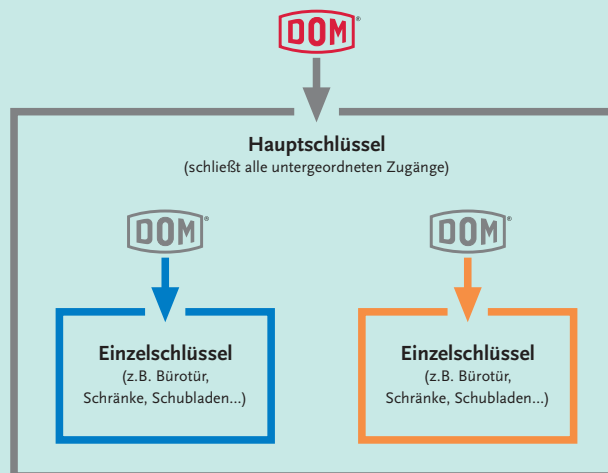 DOM®
Hauptschlüssel
(schließt alle untergeordneten Zugänge)
DOM®
DOM®
Einzelschlüssel
(z.B. Bürotür,
Schränke, Schubladen...)
Einzelschlüssel
(z.B. Bürotür,
Schränke, Schubladen...)